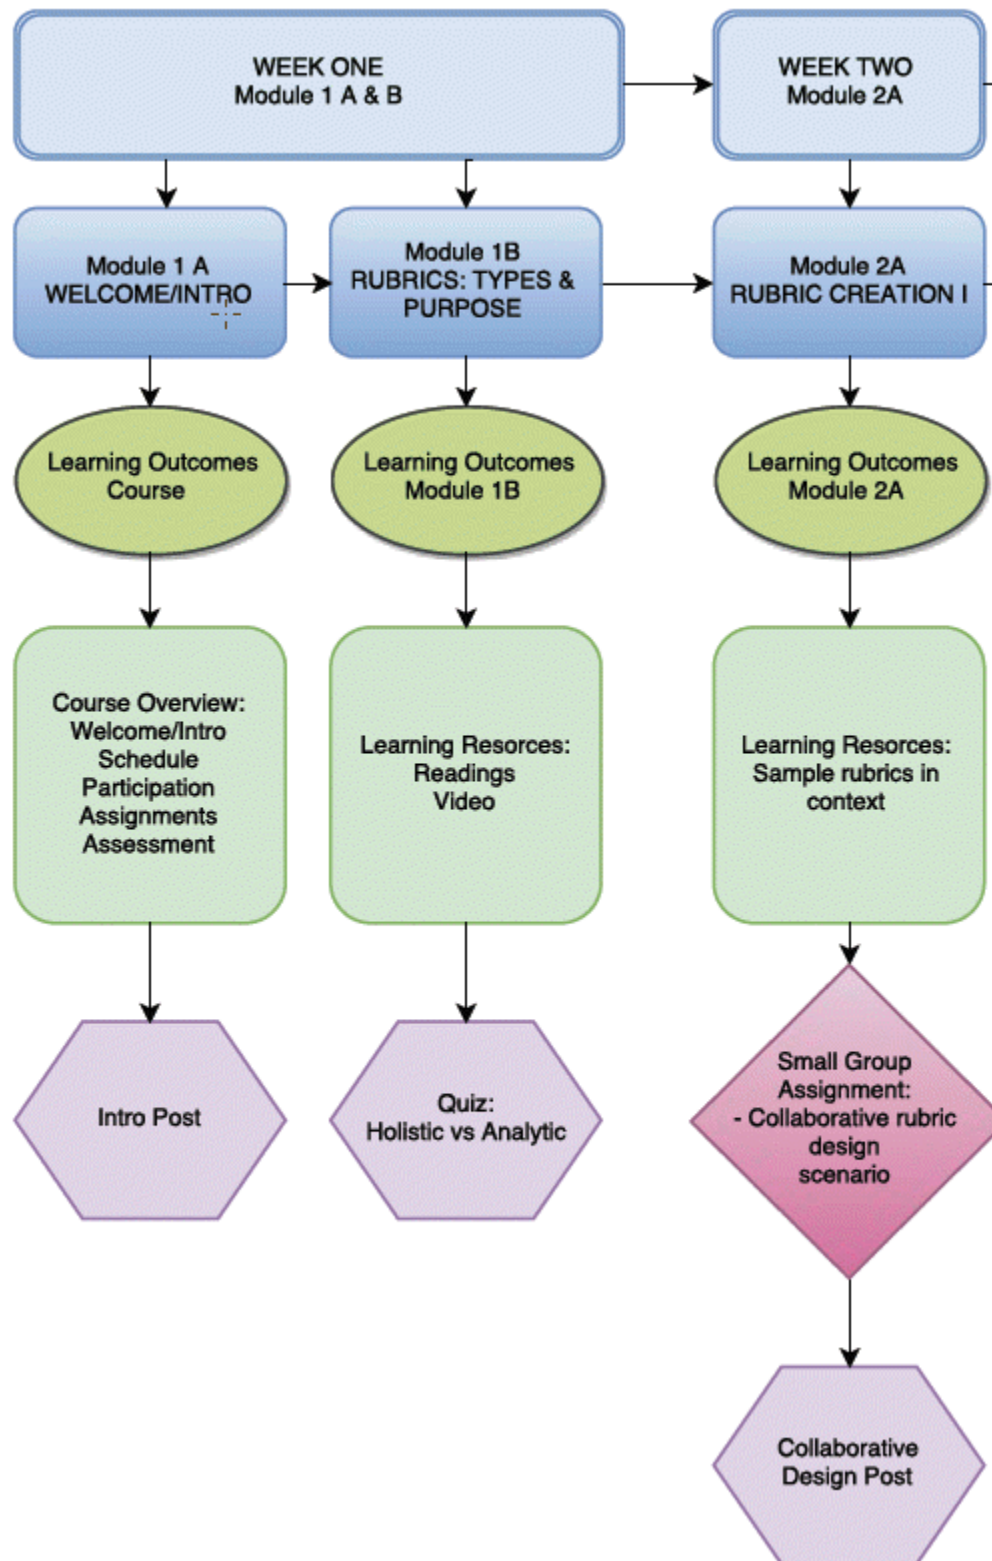 WEEK ONE
Module 1 A & B
WEEK TWO
Module 2A
Module 1 A
WELCOME/INTRO
Module 1B
RUBRICS: TYPES &
PURPOSE
Module 2A
RUBRIC CREATION I
Learning Outcomes
Course
Learning Outcomes
Module 1B
Learning Outcomes
Module 2A
Course Overview:
Welcome/Intro
Schedule
Participation
Assignments
Assessment
Learning Resorces:
Readings
Video
Learning Resorces:
Sample rubrics in
context
Intro Post
Quiz:
Holistic vs Analytic
Small Group
Assignment:
- Collaborative rubric
design
scenario
Collaborative
Design Post